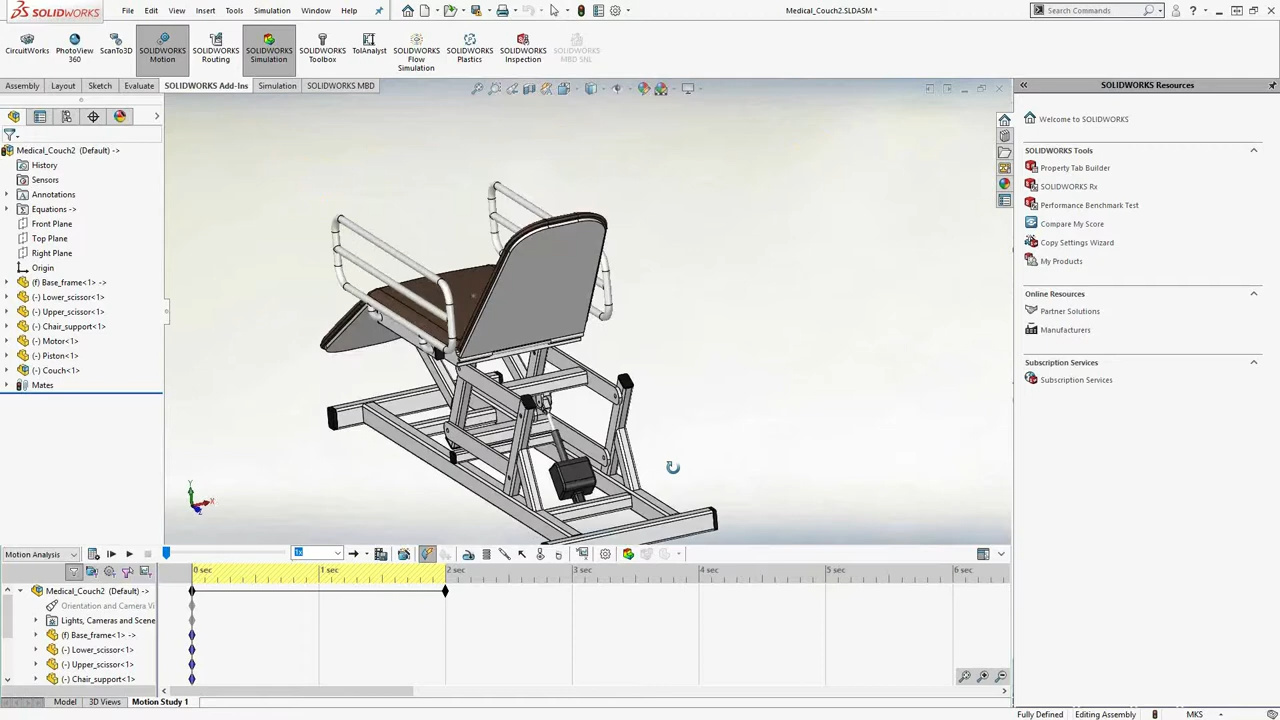 SOLIDWORKS
File Edit View Insert Tools Simulation Window Help
Medical_Couch2.SLDASM *
Search Commands
CircuitWorks
PhotoView 360
ScanTo3D
SOLIDWORKS Motion
SOLIDWORKS Routing
SOLIDWORKS Simulation
SOLIDWORKS Toolbox
TolAnalyst
SOLIDWORKS Flow Simulation
SOLIDWORKS Plastics
SOLIDWORKS Inspection
SOLIDWORKS MBD SNL
Assembly Layout Sketch Evaluate SOLIDWORKS Add-Ins Simulation SOLIDWORKS MBD
Medical_Couch2 (Default) ->
History
Sensors
Annotations
Equations ->
Front Plane
Top Plane
Right Plane
Origin
(f) Base_frame<1> ->
(-) Lower_scissor<1>
(-) Upper_scissor<1>
(-) Chair_support<1>
(-) Motor<1>
(-) Piston<1>
(-) Couch<1>
Mates
Y
X
Z
SOLIDWORKS Resources
Welcome to SOLIDWORKS
SOLIDWORKS Tools
Property Tab Builder
SOLIDWORKS Rx
Performance Benchmark Test
Compare My Score
Copy Settings Wizard
My Products
Online Resources
Partner Solutions
Manufacturers
Subscription Services
Subscription Services
Motion Analysis
1x
0 sec 1 sec 2 sec 3 sec 4 sec 5 sec 6 sec
Medical_Couch2 (Default) ->
Orientation and Camera Vi
Lights, Cameras and Scene
(f) Base_frame<1> ->
(-) Lower_scissor<1>
(-) Upper_scissor<1>
(-) Chair_support<1>
Model 3D Views Motion Study 1
Fully Defined Editing Assembly MKS